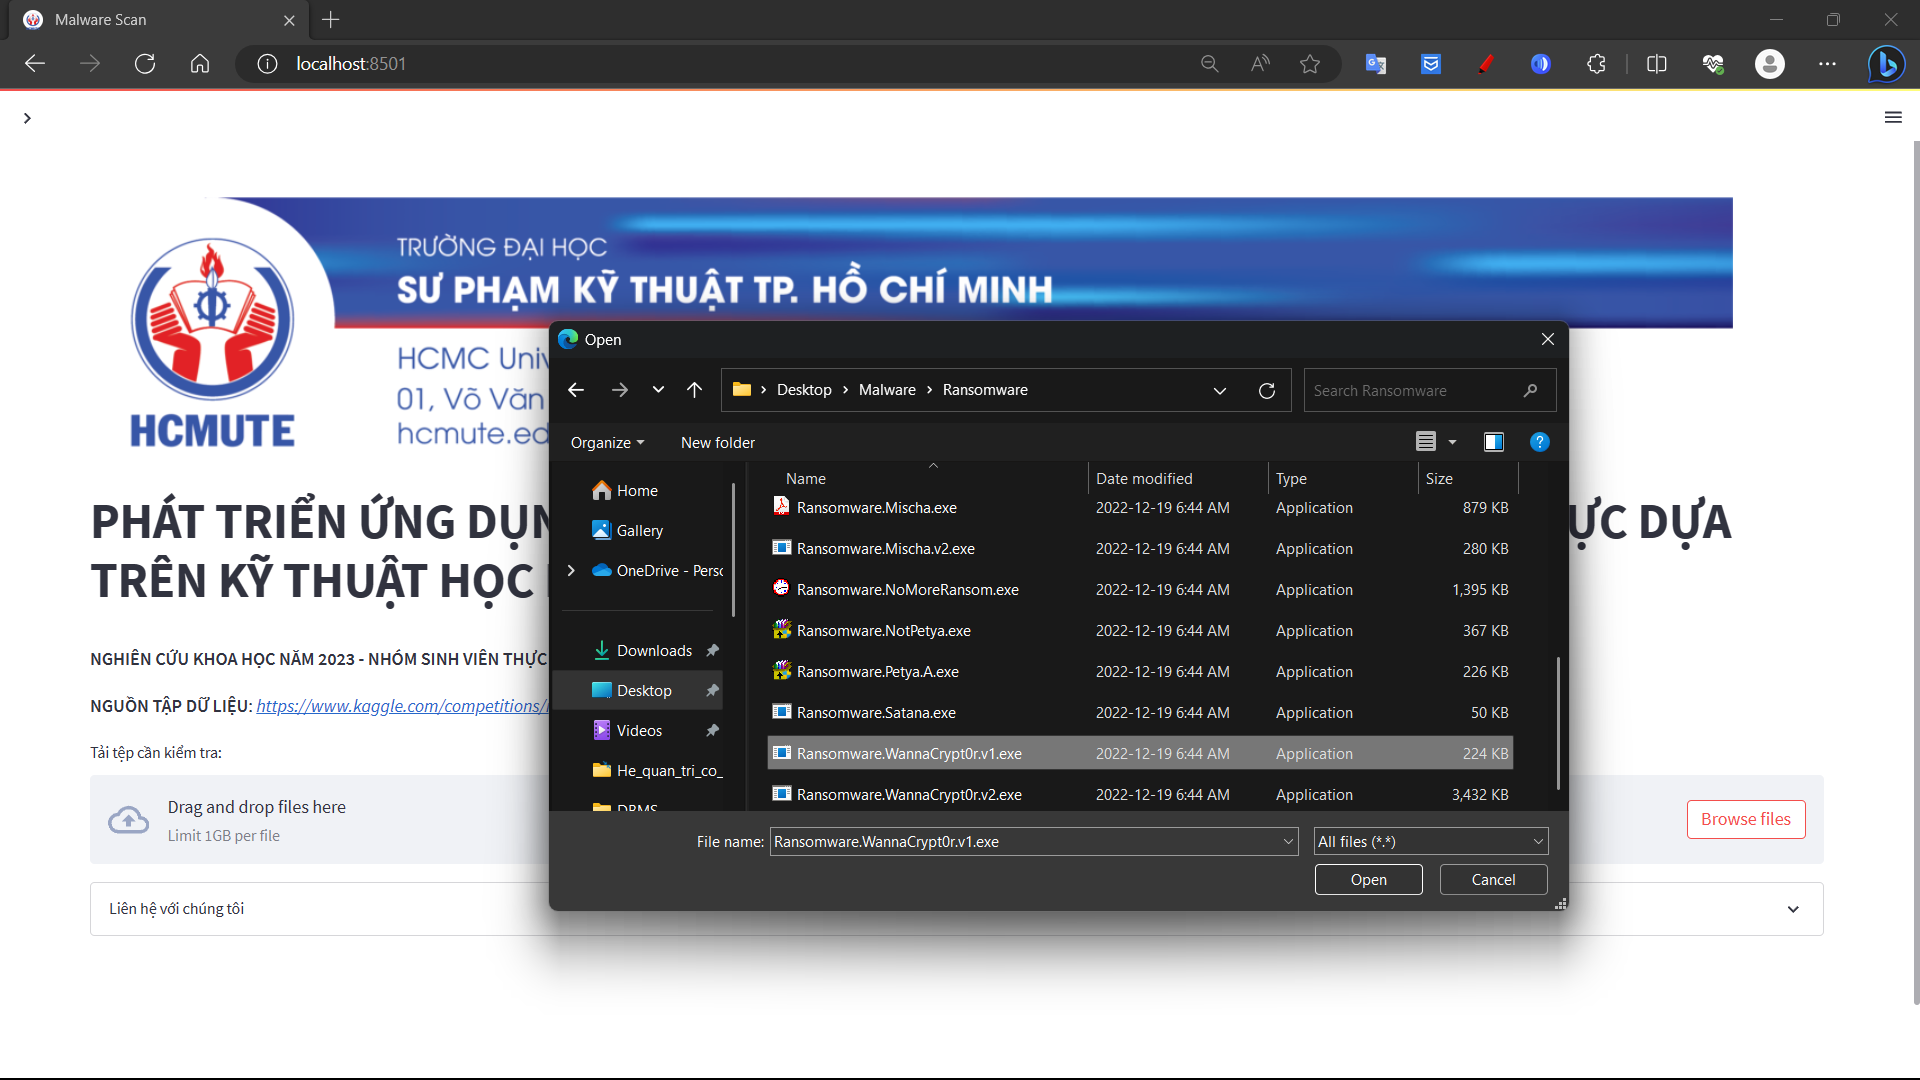 Malware Scan
localhost:8501
TRƯỜNG ĐẠI HỌC
SƯ PHẠM KỸ THUẬT TP. HỒ CHÍ MINH
HCMUTE
HCMC
01, Võ Văn
PHÁT TRIỂN ỨNG
DỰA
TRÊN KỸ THUẬT HỌC
NGHIÊN CỨU KHOA HỌC NĂM 2023 - NHÓM SINH VIÊN THỰC
NGUỒN TẬP DỮ LIỆU: https://www.kaggle.com/competitions/
Tải tệp cần kiểm tra:
Drag and drop files here
Limit 1GB per file
Browse files
Liên hệ với chúng tôi
Open
Desktop > Malware > Ransomware
Search Ransomware
Organize
New folder
Home
Gallery
OneDrive - Perso
Downloads
Desktop
Videos
He_quan_tri_co_
DBMS
Name Date modified Type Size
Ransomware.Mischa.exe 2022-12-19 6:44 AM Application 879 KB
Ransomware.Mischa.v2.exe 2022-12-19 6:44 AM Application 280 KB
Ransomware.NoMoreRansom.exe 2022-12-19 6:44 AM Application 1,395 KB
Ransomware.NotPetya.exe 2022-12-19 6:44 AM Application 367 KB
Ransomware.Petya.A.exe 2022-12-19 6:44 AM Application 226 KB
Ransomware.Satana.exe 2022-12-19 6:44 AM Application 50 KB
Ransomware.WannaCrypt0r.v1.exe 2022-12-19 6:44 AM Application 224 KB
Ransomware.WannaCrypt0r.v2.exe 2022-12-19 6:44 AM Application 3,432 KB
File name: Ransomware.WannaCrypt0r.v1.exe
All files (*.*)
Open
Cancel